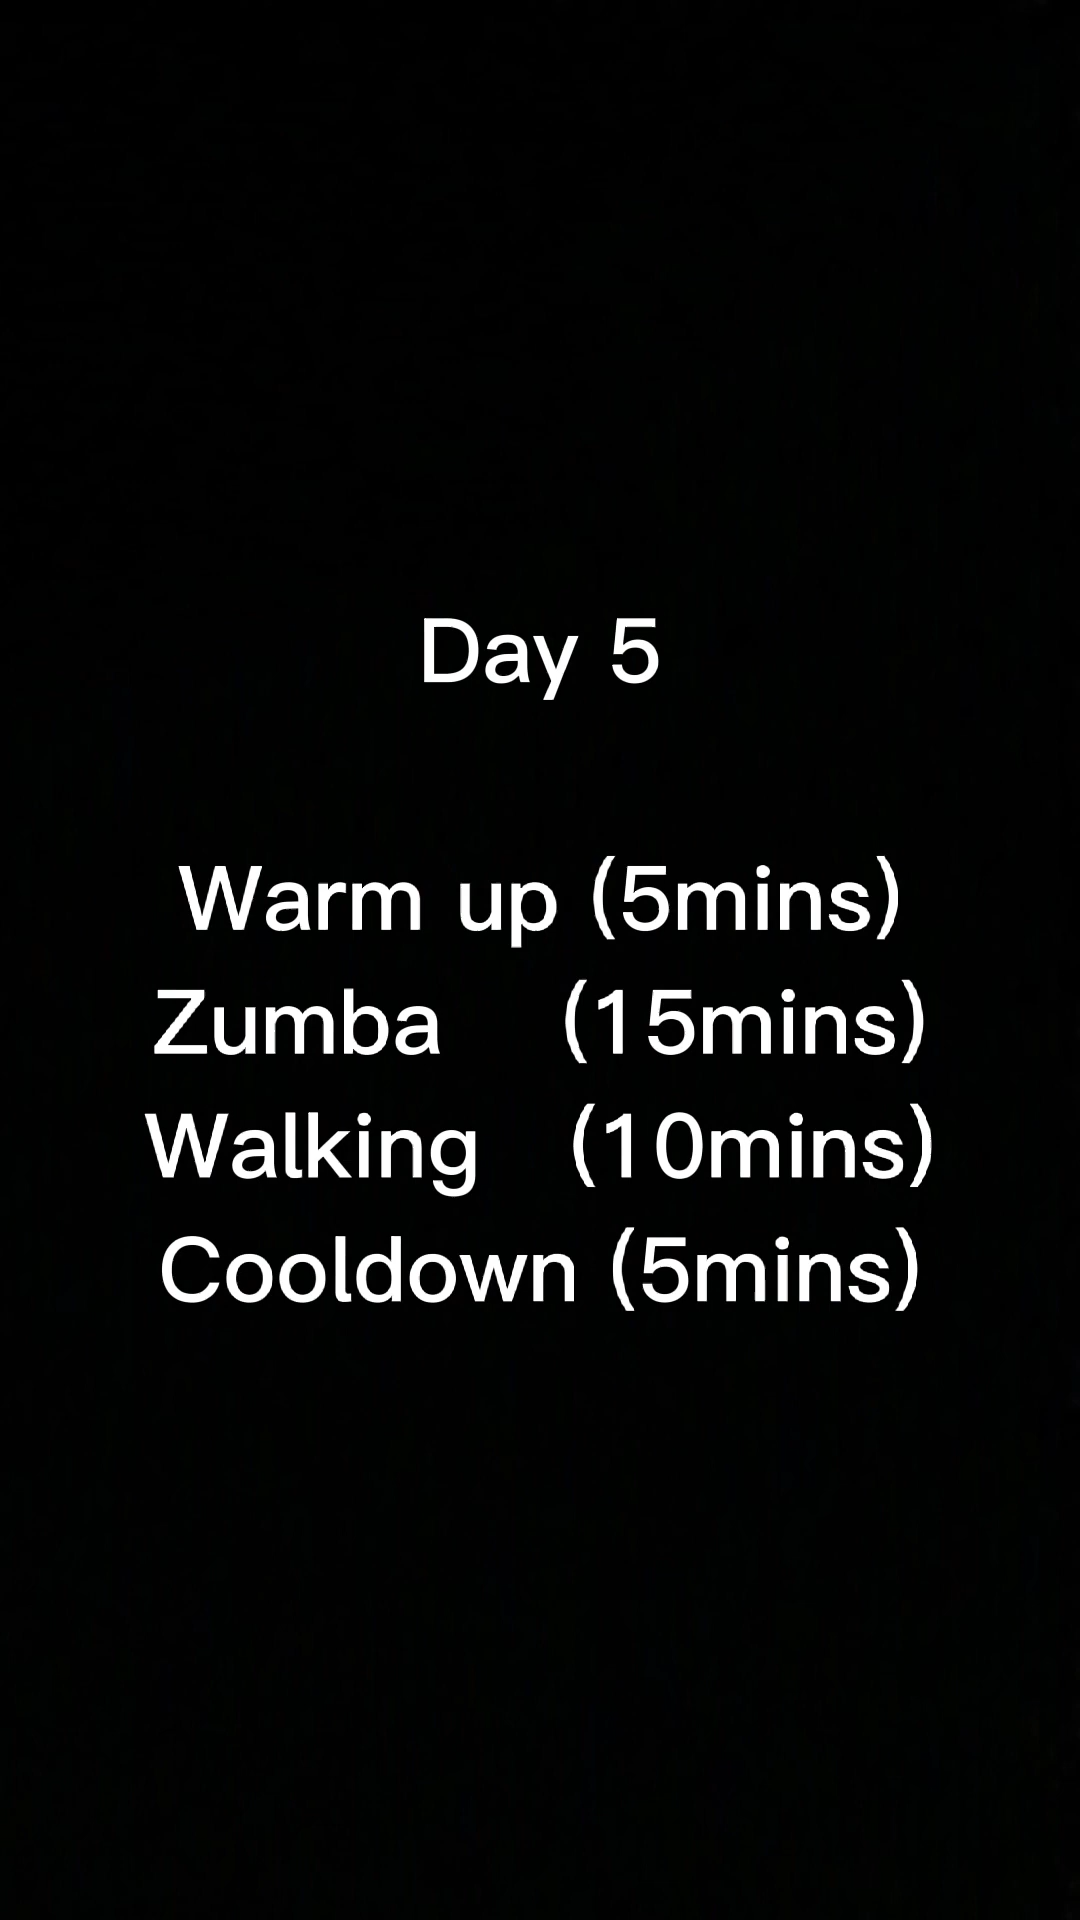 Day 5
Warm up (5mins)
Zumba (15mins)
Walking (10mins)
Cooldown (5mins)